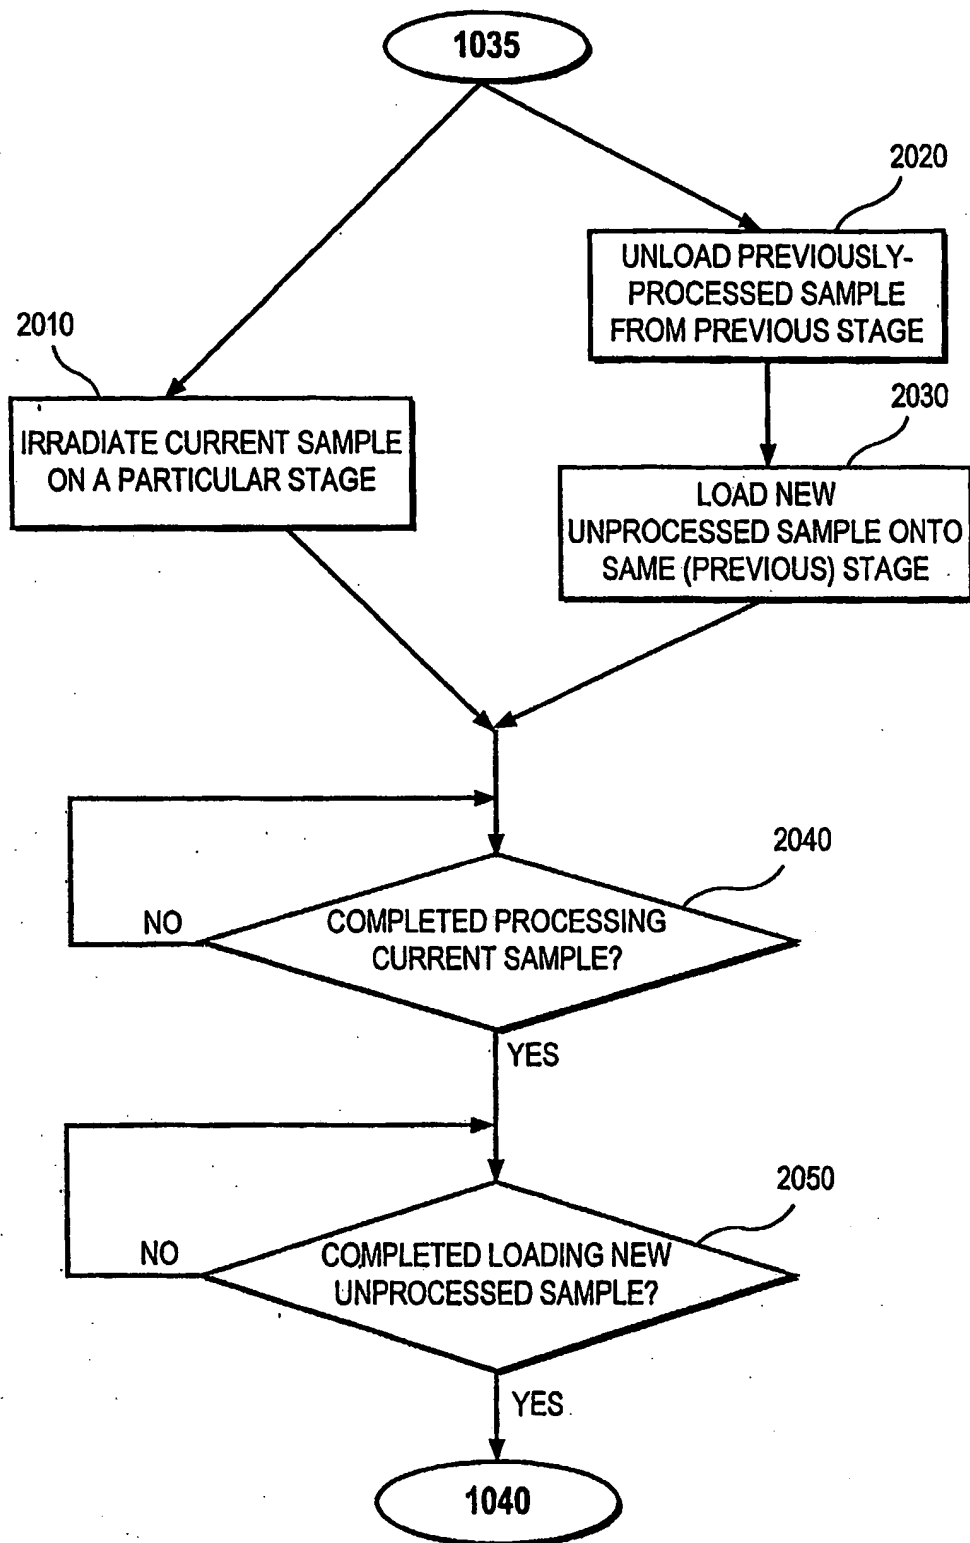 1035
2020
UNLOAD PREVIOUSLY-
PROCESSED SAMPLE
FROM PREVIOUS STAGE
2010
IRRADIATE CURRENT SAMPLE
ON A PARTICULAR STAGE
2030
LOAD NEW
UNPROCESSED SAMPLE ONTO
SAME (PREVIOUS) STAGE
2040
COMPLETED PROCESSING
CURRENT SAMPLE?
NO
YES
2050
COMPLETED LOADING NEW
UNPROCESSED SAMPLE?
NO
YES
1040